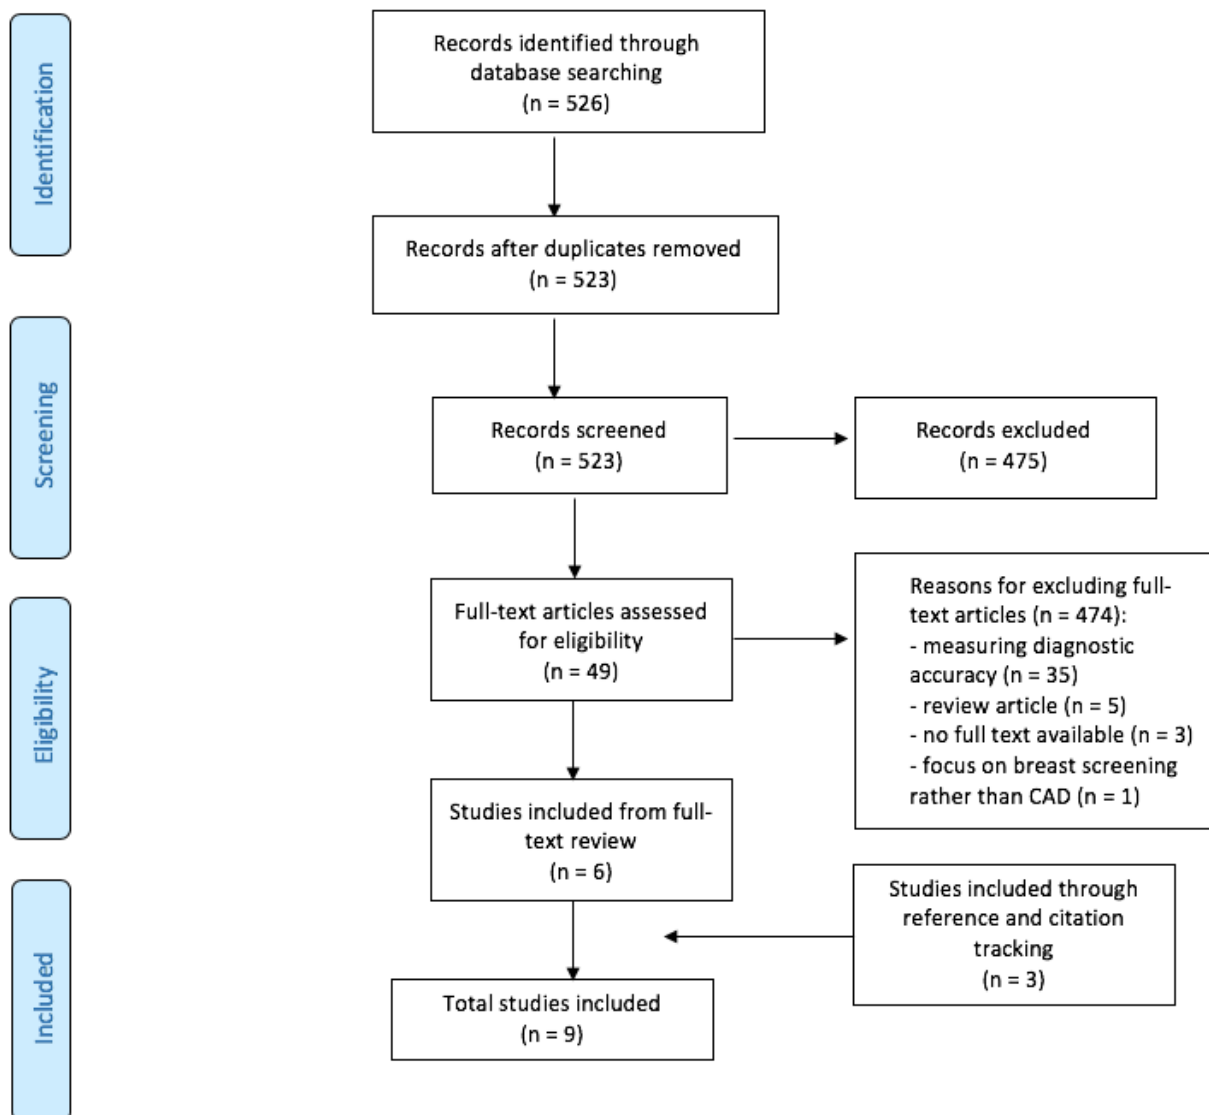 Identification
Records identified through
database searching
(n = 526)
Records after duplicates removed
(n = 523)
Screening
Records screened
(n = 523)
Records excluded
(n = 475)
Eligibility
Full-text articles assessed
for eligibility
(n = 49)
Reasons for excluding full-
text articles (n = 474):
- measuring diagnostic
accuracy (n = 35)
- review article (n = 5)
- no full text available (n = 3)
- focus on breast screening
rather than CAD (n = 1)
Studies included from full-
text review
(n = 6)
Included
Studies included through
reference and citation
tracking
(n = 3)
Total studies included
(n = 9)